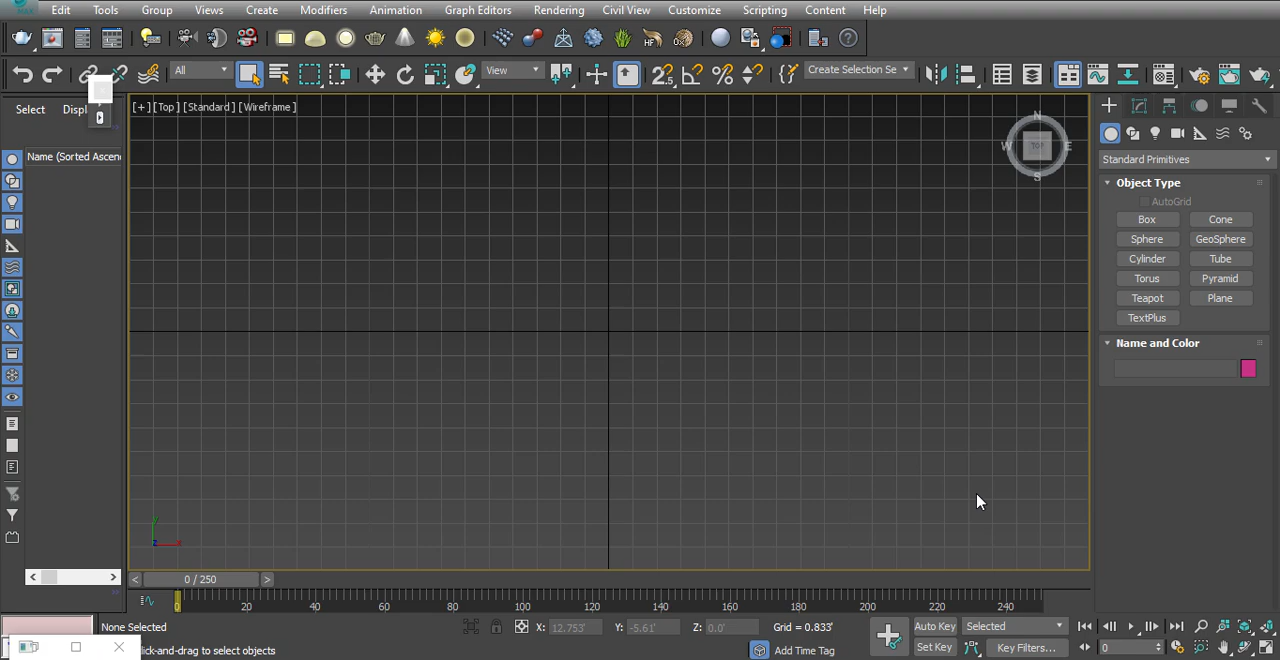 Edit Tools Group Views Create Modifiers Animation Graph Editors Rendering Civil View Customize Scripting Content Help
All View Create Selection Se
Select
[+] [Top] [Standard] [Wireframe]
N
W TOP E
S
Name (Sorted Ascen
Standard Primitives
Object Type
AutoGrid
Box Cone
Sphere GeoSphere
Cylinder Tube
Torus Pyramid
Teapot Plane
TextPlus
Name and Color
y
z x
0 / 250
0 20 40 60 80 100 120 140 160 180 200 220 240
None Selected X: 12.753' Y: -5.61' Z: 0.0' Grid = 0.833' Auto Key Selected
click-and-drag to select objects Add Time Tag Set Key Key Filters... 0